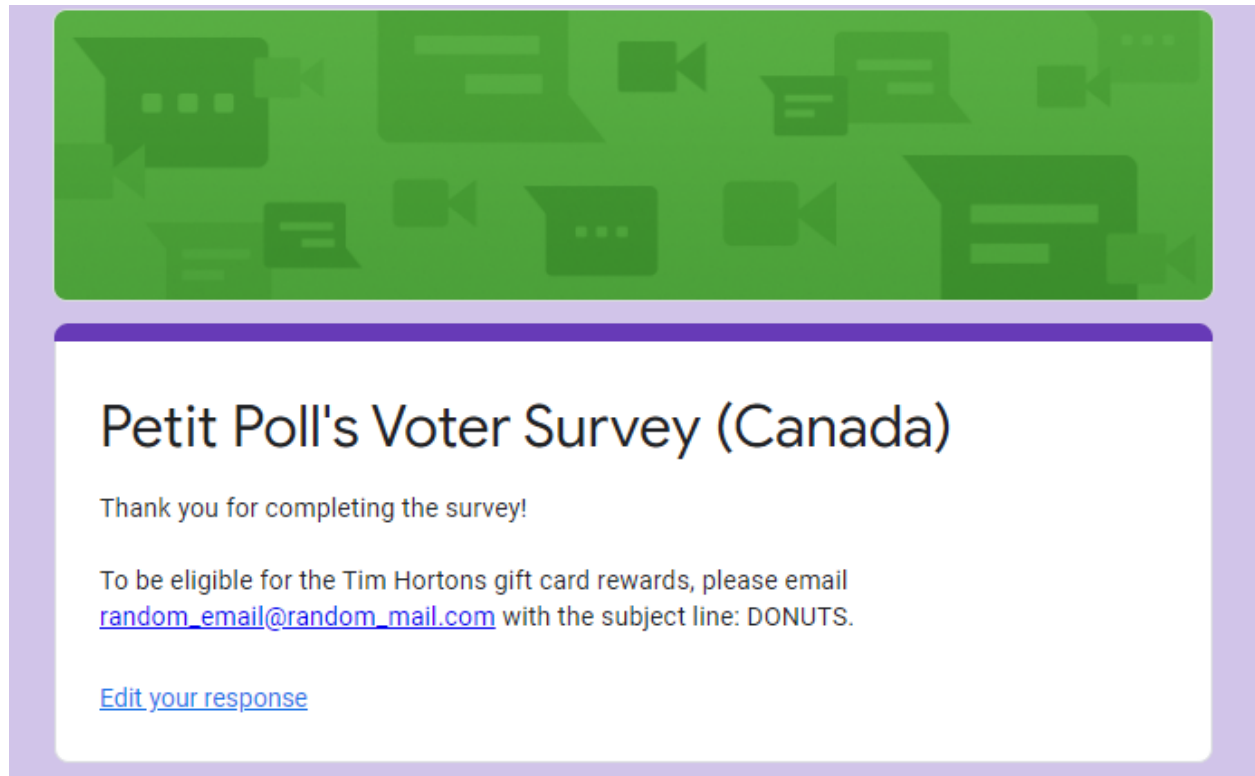 Petit Poll's Voter Survey (Canada)
Thank you for completing the survey!
To be eligible for the Tim Hortons gift card rewards, please email
random_email@random_mail.com with the subject line: DONUTS.
Edit your response